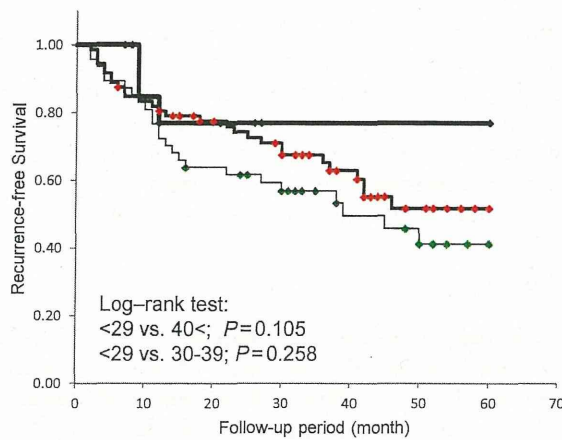 1.00
0.80
0.60
0.40
0.20
0.00
Recurrence-free Survival
Log–rank test:
<29 vs. 40<; P=0.105
<29 vs. 30-39; P=0.258
0 10 20 30 40 50 60 70
Follow-up period (month)